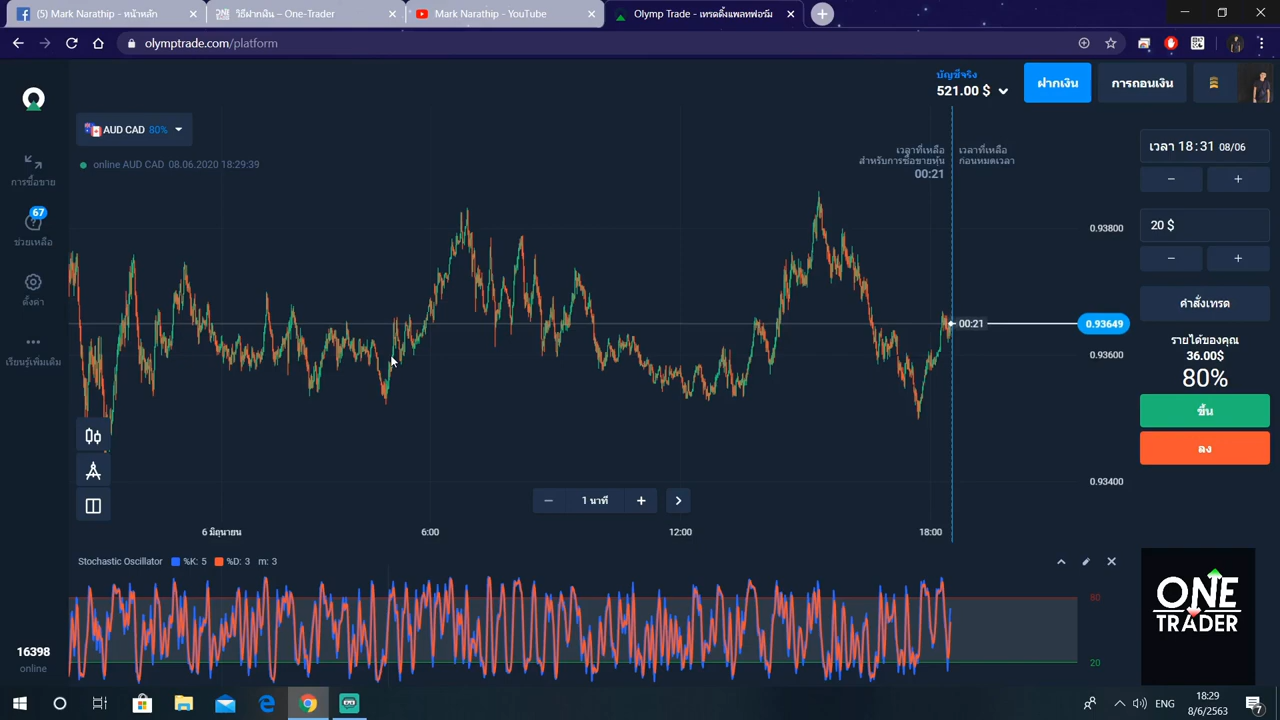 (5) Mark Narathip - หน้าหลัก
วิธีฝากเงิน – One-Trader
Mark Narathip - YouTube
Olymp Trade - เทรดดิ้งแพลทฟอร์ม
olymptrade.com/platform
บัญชีจริง
521.00 $
ฝากเงิน
การถอนเงิน
AUD CAD 80%
online AUD CAD 08.06.2020 18:29:39
การซื้อขาย
67
ช่วยเหลือ
ตั้งค่า
เรียนรู้เพิ่มเติม
เวลาที่เหลือ
สำหรับการซื้อขายหุ้น
00:21
เวลาที่เหลือ
ก่อนหมดเวลา
0.93800
00:21
0.93649
0.93600
0.93400
เวลา 18:31 08/06
− +
20 $
− +
คำสั่งเทรด
รายได้ของคุณ
36.00$
80%
ขึ้น
ลง
− 1 นาที +
6 มิถุนายน
6:00
12:00
18:00
Stochastic Oscillator %K: 5 %D: 3 m: 3
80
20
ONE
TRADER
16398
online
ENG
18:29
8/6/2563
7